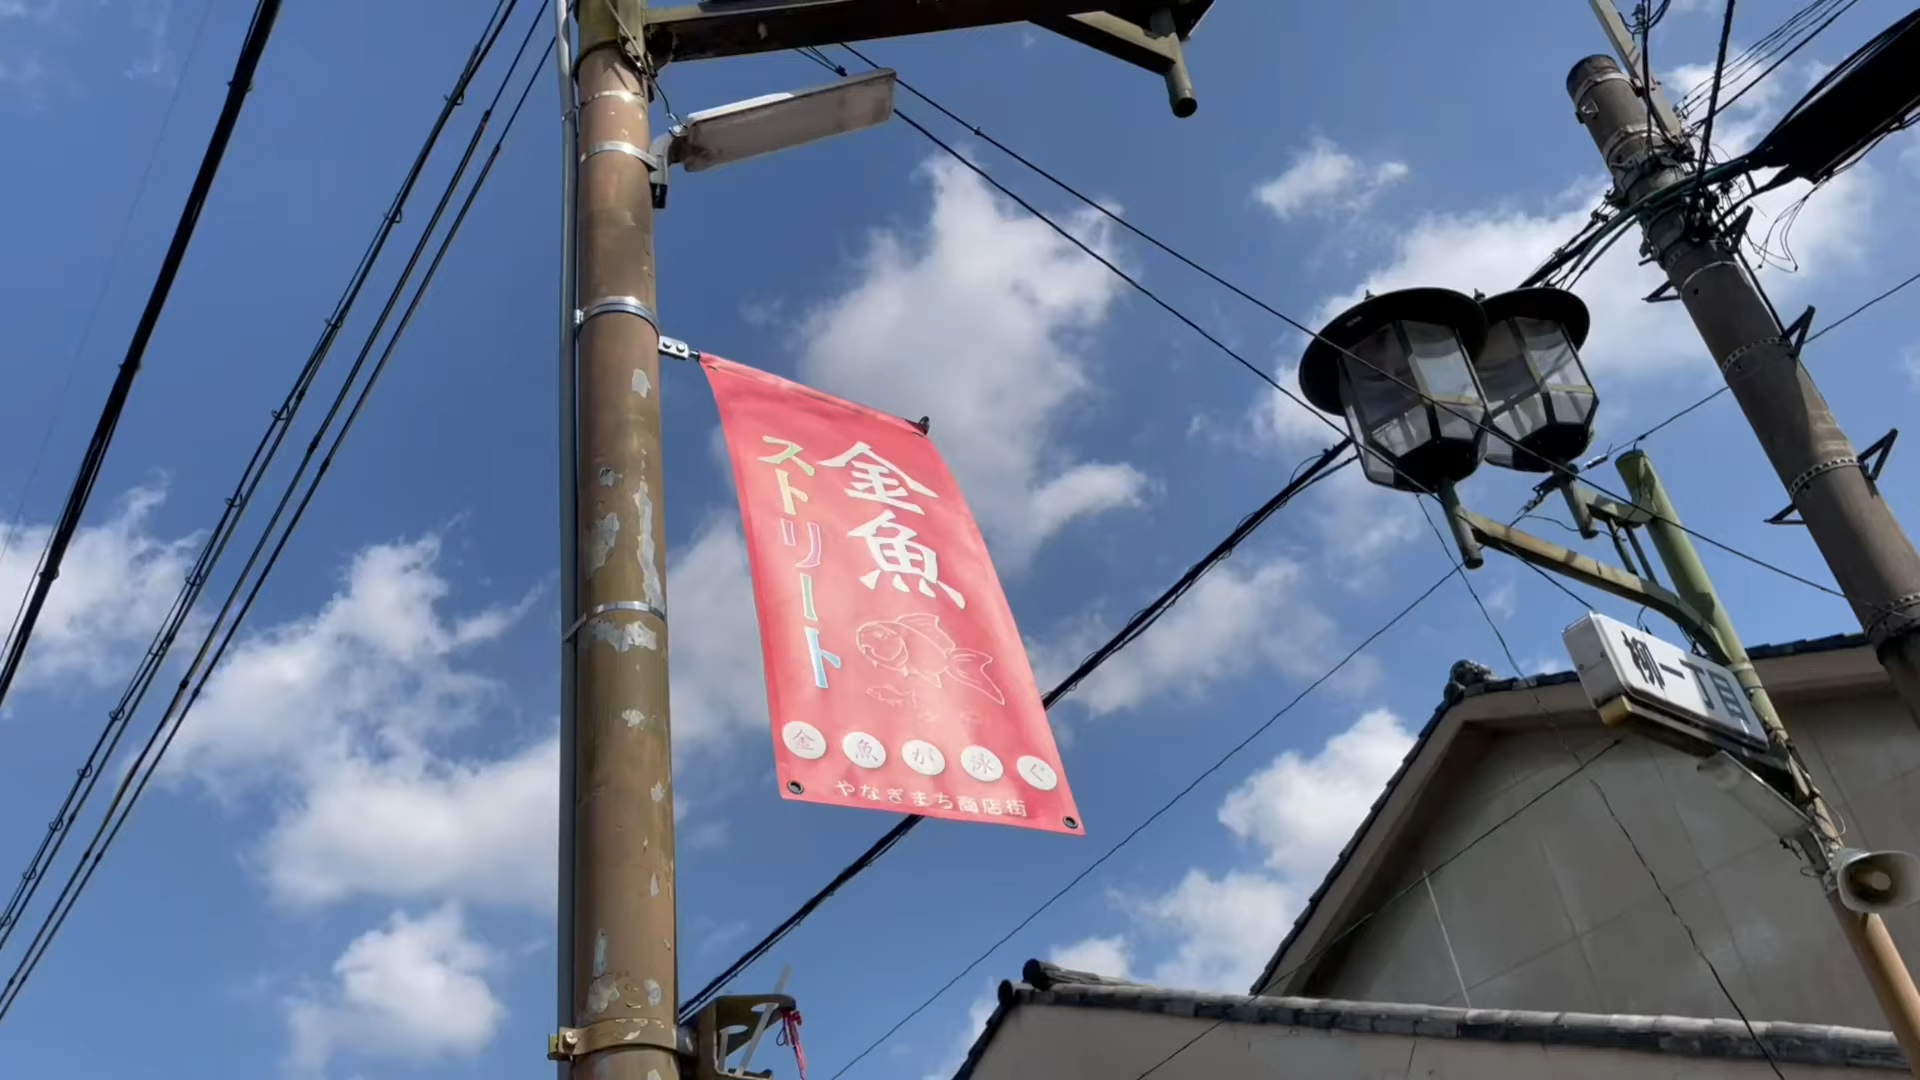 金魚
ストリート
金魚が泳ぐ
やなぎまち商店街
柳一丁目